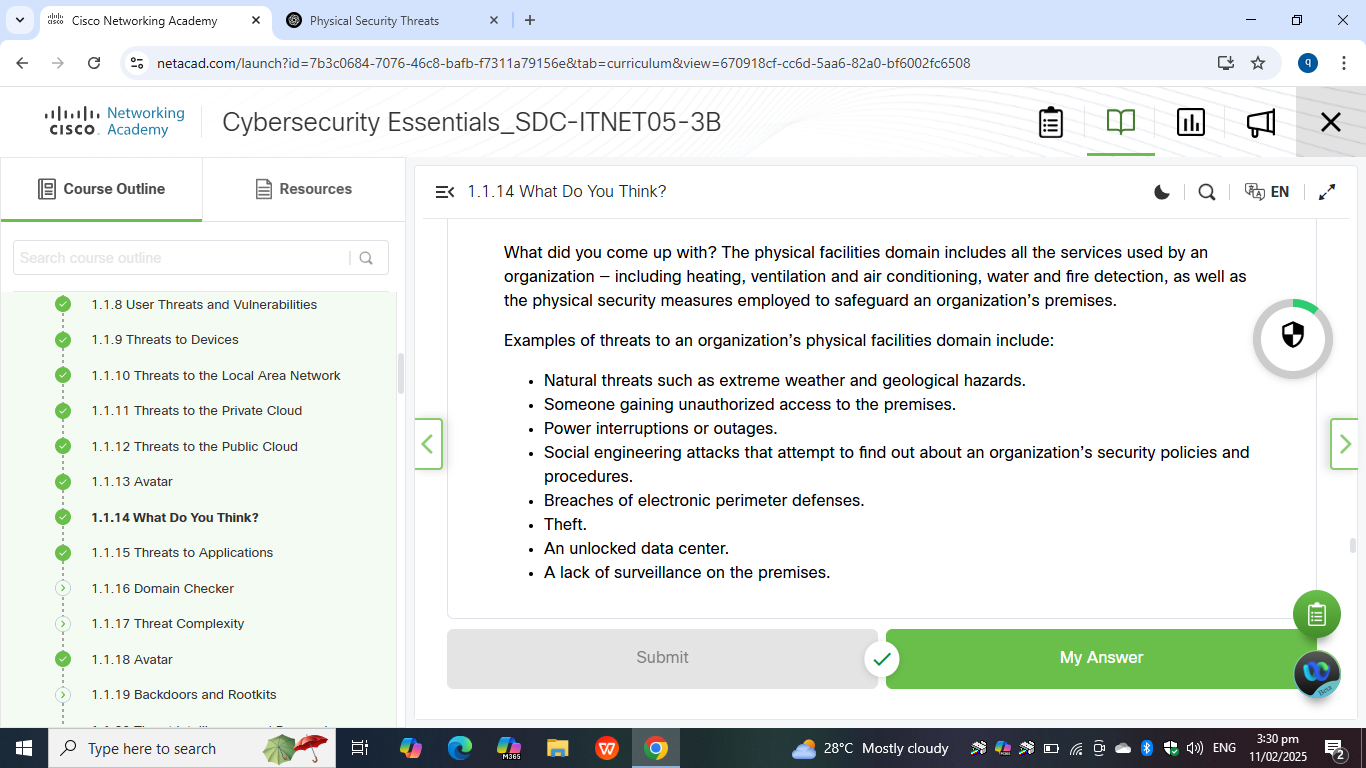 Cisco Networking Academy
Physical Security Threats
netacad.com/launch?id=7b3c0684-7076-46c8-bafb-f7311a79156e&tab=curriculum&view=670918cf-cc6d-5aa6-82a0-bf6002fc6508
q
CISCO Networking Academy
Cybersecurity Essentials_SDC-ITNET05-3B
Course Outline
Resources
Search course outline
1.1.8 User Threats and Vulnerabilities
1.1.9 Threats to Devices
1.1.10 Threats to the Local Area Network
1.1.11 Threats to the Private Cloud
1.1.12 Threats to the Public Cloud
1.1.13 Avatar
1.1.14 What Do You Think?
1.1.15 Threats to Applications
1.1.16 Domain Checker
1.1.17 Threat Complexity
1.1.18 Avatar
1.1.19 Backdoors and Rootkits
1.1.14 What Do You Think?
EN
What did you come up with? The physical facilities domain includes all the services used by an
organization – including heating, ventilation and air conditioning, water and fire detection, as well as
the physical security measures employed to safeguard an organization’s premises.
Examples of threats to an organization’s physical facilities domain include:
• Natural threats such as extreme weather and geological hazards.
• Someone gaining unauthorized access to the premises.
• Power interruptions or outages.
• Social engineering attacks that attempt to find out about an organization’s security policies and
procedures.
• Breaches of electronic perimeter defenses.
• Theft.
• An unlocked data center.
• A lack of surveillance on the premises.
Submit
My Answer
Beta
Type here to search
M365
28°C Mostly cloudy
ENG
3:30 pm
11/02/2025
2